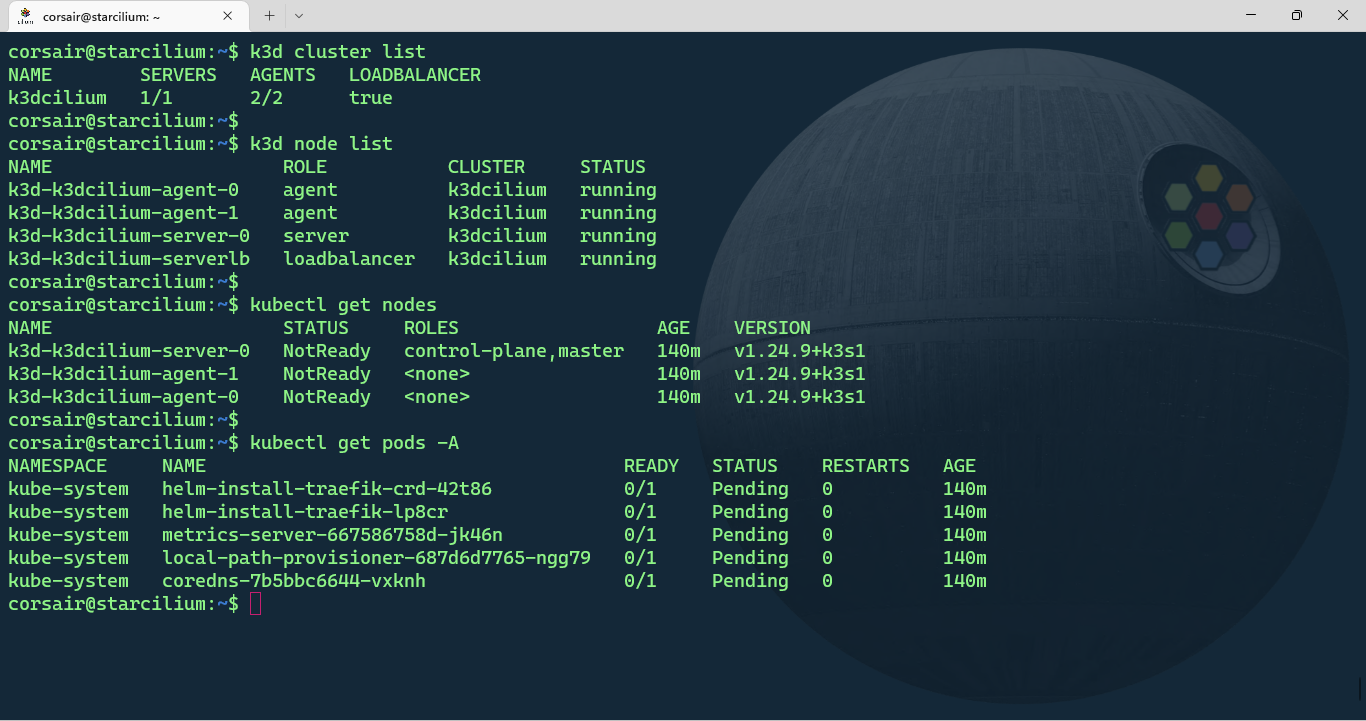 corsair@starcilium: ~
corsair@starcilium:~$ k3d cluster list
NAME SERVERS AGENTS LOADBALANCER
k3dcilium 1/1 2/2 true
corsair@starcilium:~$
corsair@starcilium:~$ k3d node list
NAME ROLE CLUSTER STATUS
k3d-k3dcilium-agent-0 agent k3dcilium running
k3d-k3dcilium-agent-1 agent k3dcilium running
k3d-k3dcilium-server-0 server k3dcilium running
k3d-k3dcilium-serverlb loadbalancer k3dcilium running
corsair@starcilium:~$
corsair@starcilium:~$ kubectl get nodes
NAME STATUS ROLES AGE VERSION
k3d-k3dcilium-server-0 NotReady control-plane,master 140m v1.24.9+k3s1
k3d-k3dcilium-agent-1 NotReady <none> 140m v1.24.9+k3s1
k3d-k3dcilium-agent-0 NotReady <none> 140m v1.24.9+k3s1
corsair@starcilium:~$
corsair@starcilium:~$ kubectl get pods -A
NAMESPACE NAME READY STATUS RESTARTS AGE
kube-system helm-install-traefik-crd-42t86 0/1 Pending 0 140m
kube-system helm-install-traefik-lp8cr 0/1 Pending 0 140m
kube-system metrics-server-667586758d-jk46n 0/1 Pending 0 140m
kube-system local-path-provisioner-687d6d7765-ngg79 0/1 Pending 0 140m
kube-system coredns-7b5bbc6644-vxknh 0/1 Pending 0 140m
corsair@starcilium:~$